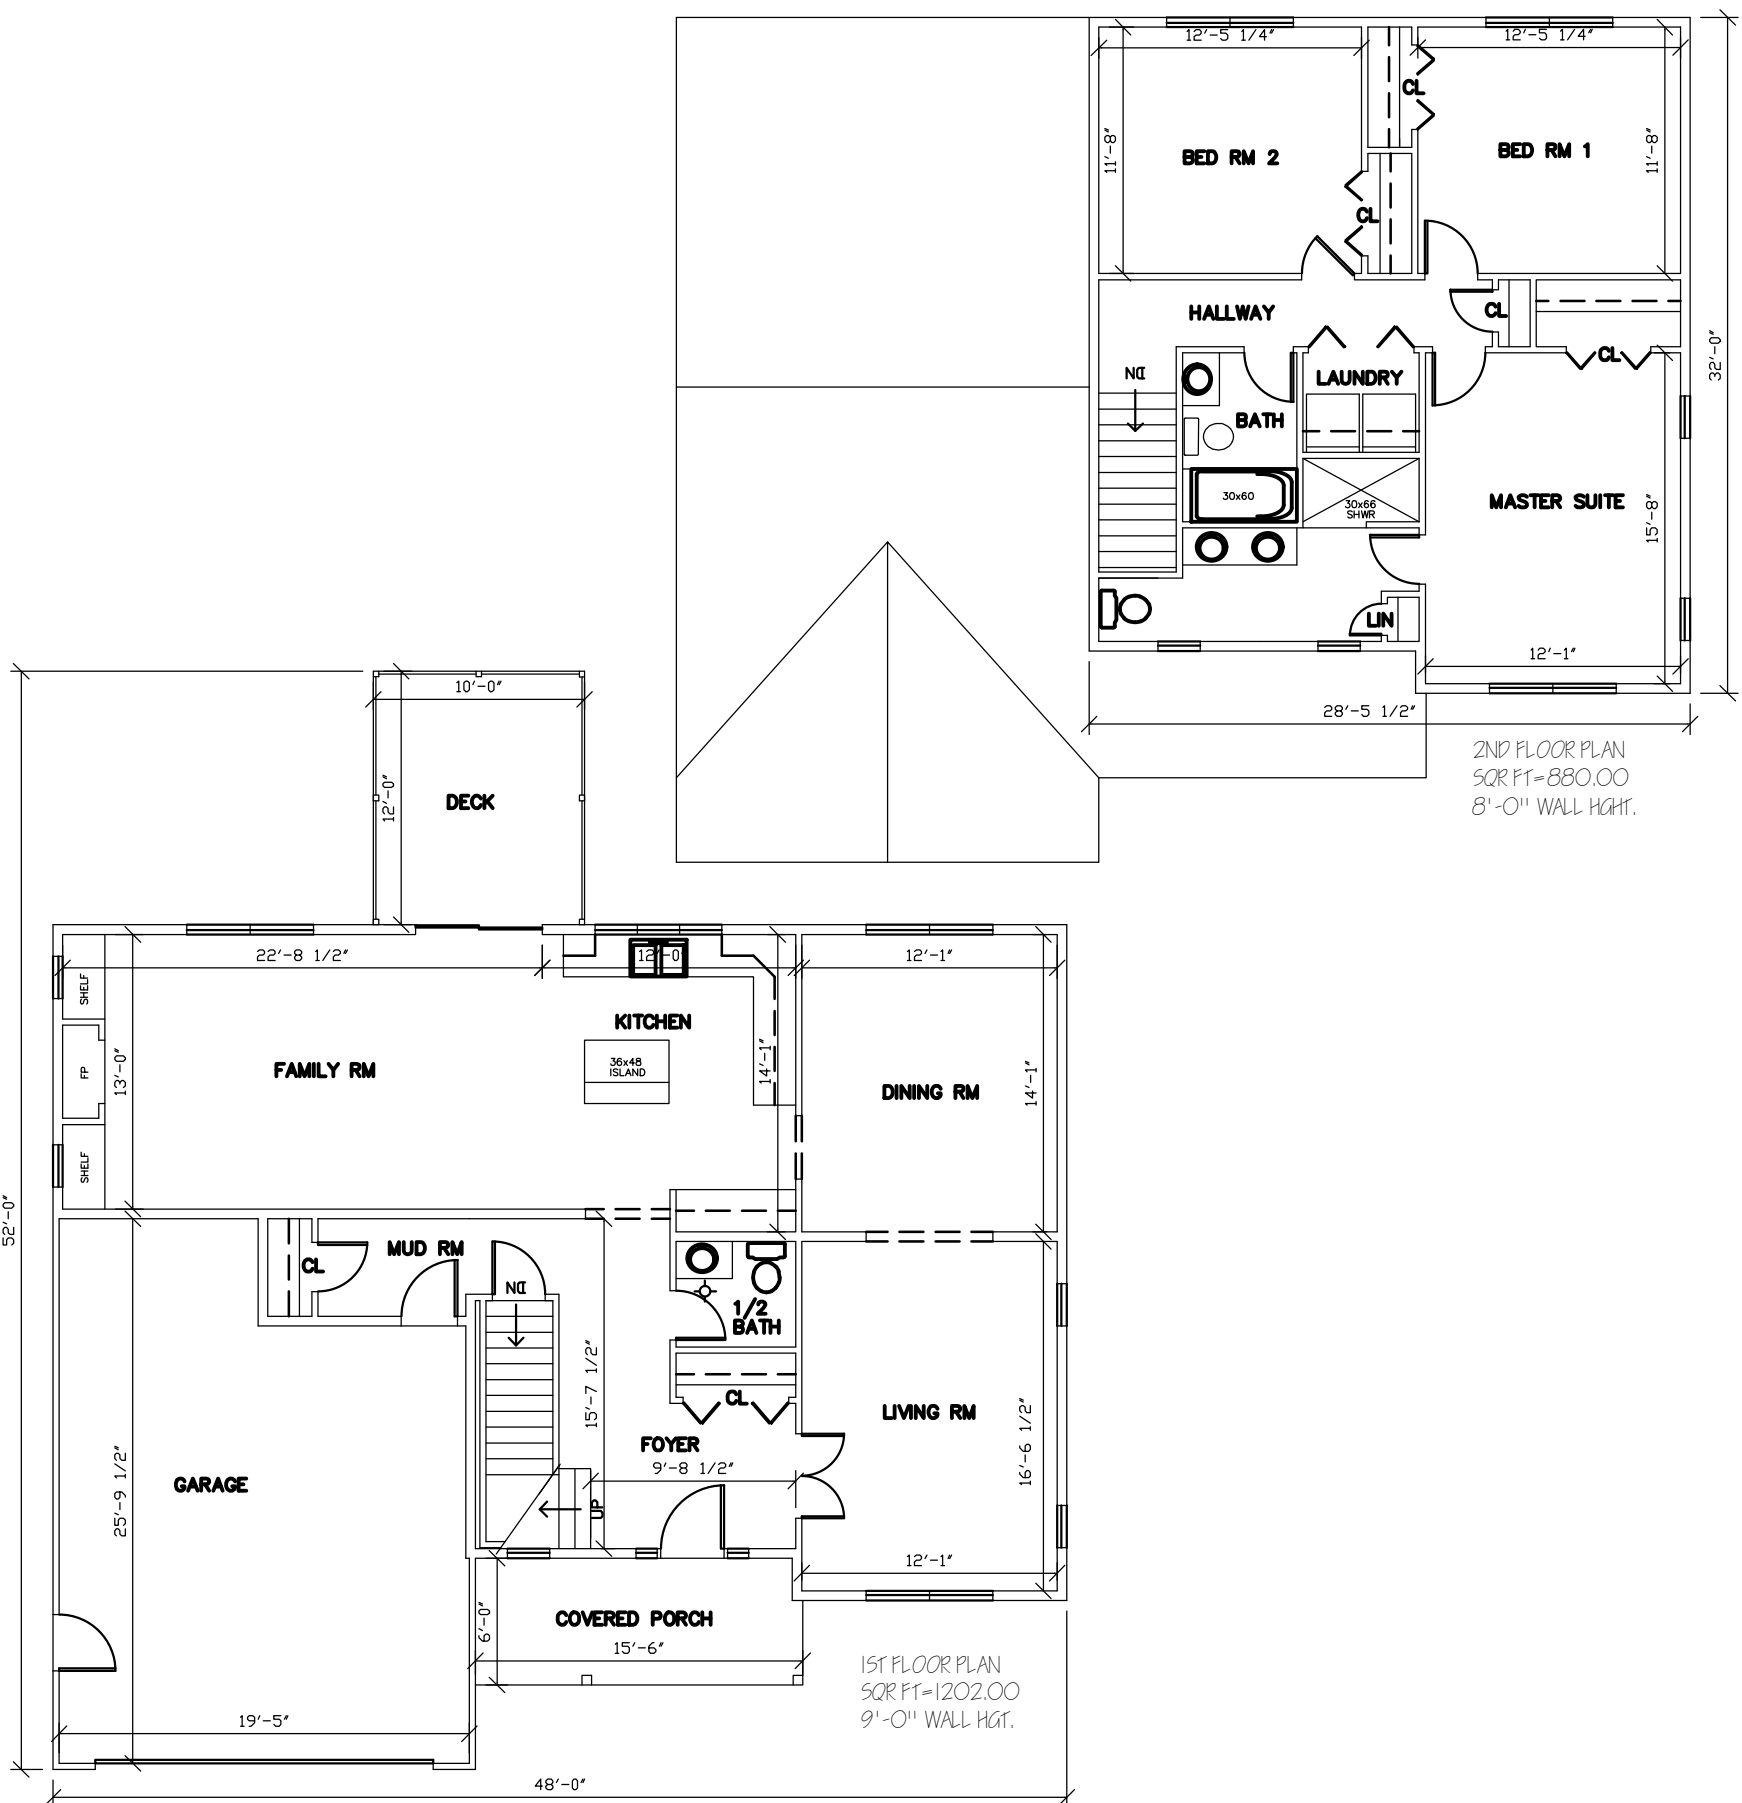 12'-5 1/4"
12'-5 1/4"
CL
11'-8"
BED RM 2
BED RM 1
11'-8"
CL
HALLWAY
CL
32'-0"
CL
DN
LAUNDRY
BATH
30x60
30x66
SHWR
MASTER SUITE
15'-8"
LIN
12'-1"
28'-5 1/2"
2ND FLOOR PLAN
SQR FT=880.00
8'-0" WALL HGHT.
10'-0"
12'-0"
DECK
22'-8 1/2"
12'-0"
12'-1"
SHELF
KITCHEN
FP
13'-0"
FAMILY RM
36x48
ISLAND
14'-1"
DINING RM
14'-1"
SHELF
52'-0"
MUD RM
CL
DN
1/2
BATH
15'-7 1/2"
CL
LIVING RM
FOYER
9'-8 1/2"
16'-6 1/2"
GARAGE
25'-9 1/2"
UP
12'-1"
COVERED PORCH
6'-0"
15'-6"
1ST FLOOR PLAN
SQR FT=1202.00
9'-0" WALL HGT.
19'-5"
48'-0"